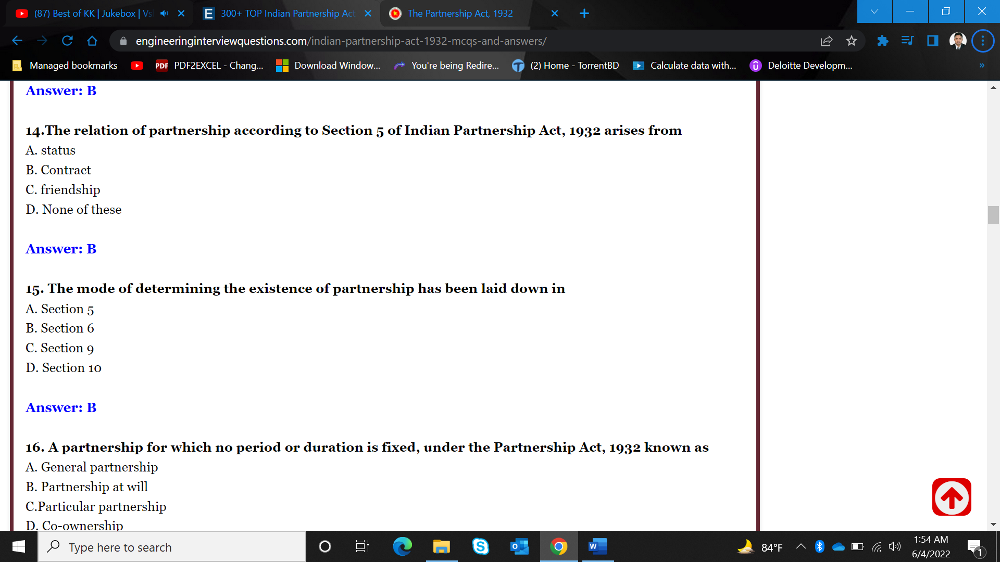 (87) Best of KK | Jukebox | Vs
300+ TOP Indian Partnership Act
The Partnership Act, 1932
engineeringinterviewquestions.com/indian-partnership-act-1932-mcqs-and-answers/
Managed bookmarks
PDF PDF2EXCEL - Chang...
Download Window...
You're being Redire...
(2) Home - TorrentBD
Calculate data with...
Deloitte Developm...
»
Answer: B
14.The relation of partnership according to Section 5 of Indian Partnership Act, 1932 arises from
A. status
B. Contract
C. friendship
D. None of these
Answer: B
15. The mode of determining the existence of partnership has been laid down in
A. Section 5
B. Section 6
C. Section 9
D. Section 10
Answer: B
16. A partnership for which no period or duration is fixed, under the Partnership Act, 1932 known as
A. General partnership
B. Partnership at will
C.Particular partnership
D. Co-ownership
Type here to search
84°F
1:54 AM
6/4/2022
1